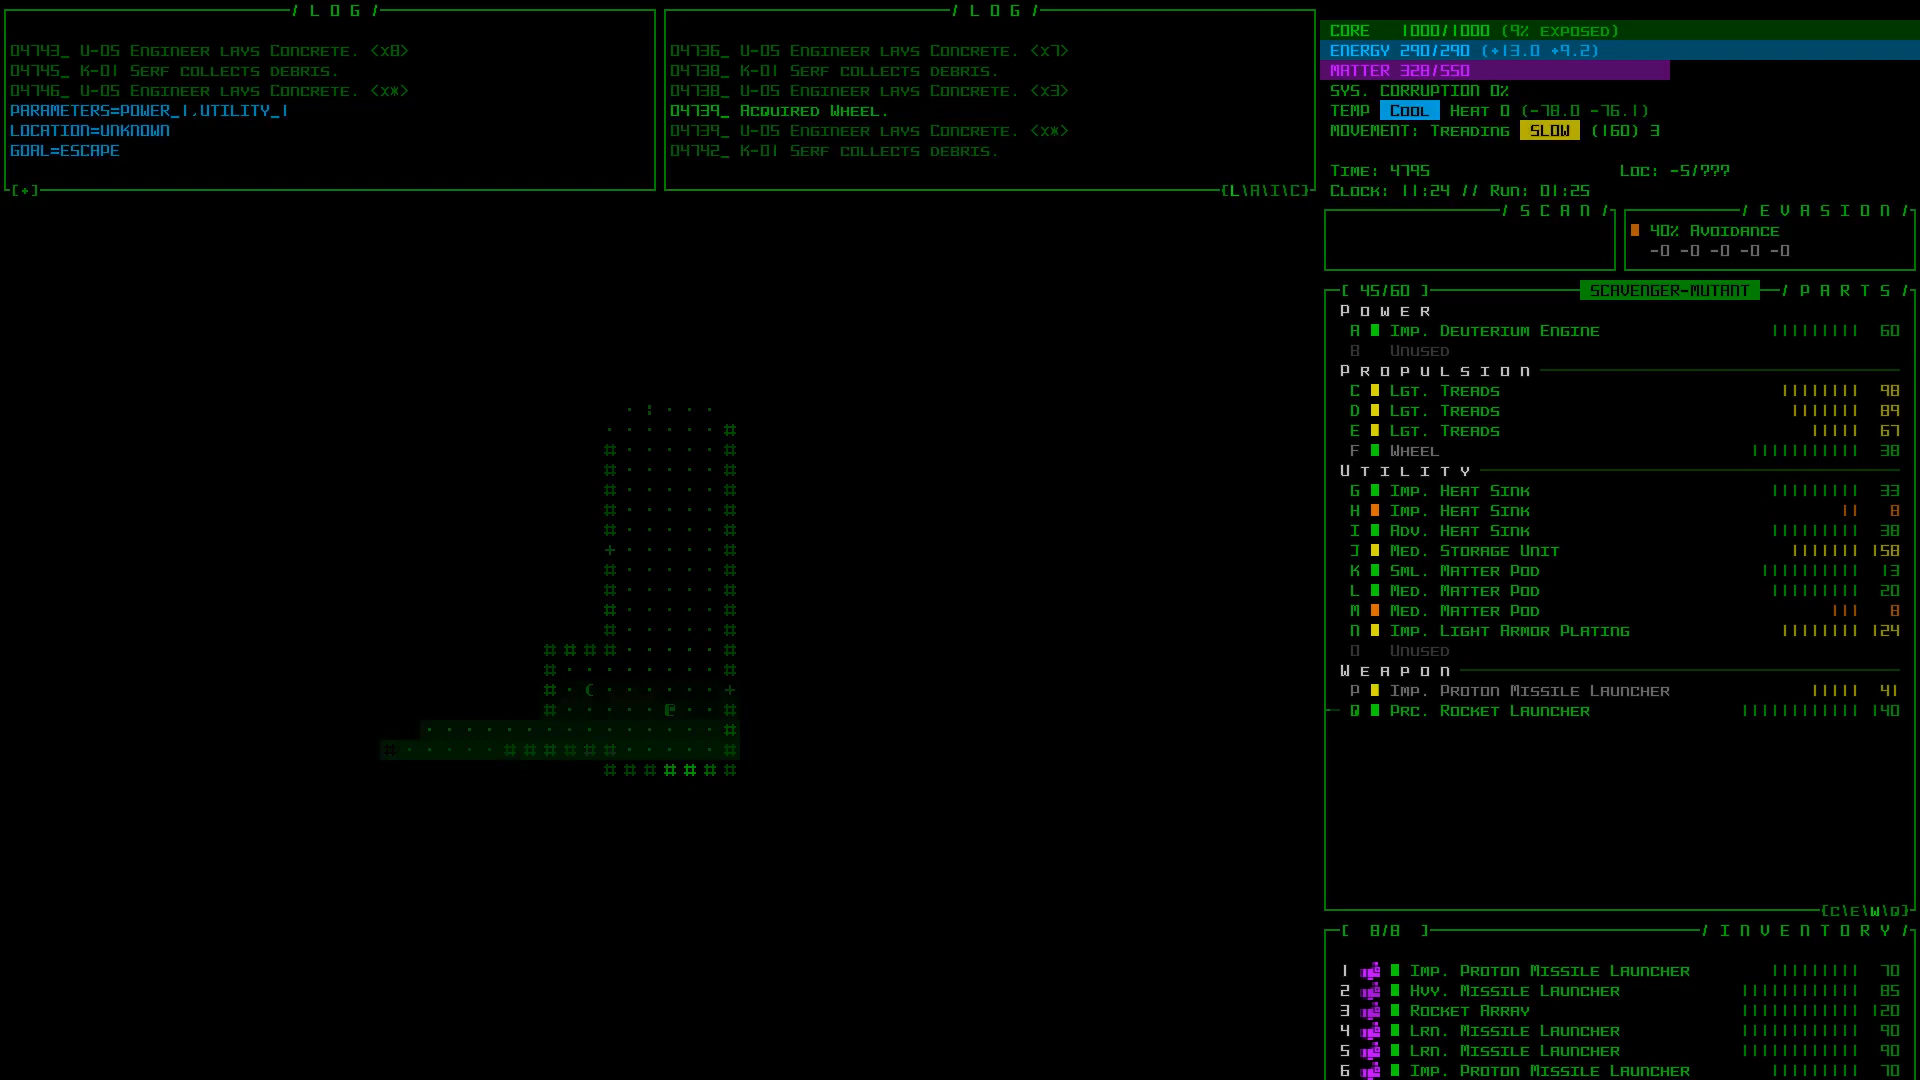 / L O G /
04743_ U-05 Engineer lays Concrete. <x8>
04745_ K-01 Serf collects debris.
04746_ U-05 Engineer lays Concrete. <x*>
PARAMETERS=POWER_1,UTILITY_1
LOCATION=UNKNOWN
GOAL=ESCAPE
[+]
/ L O G /
04736_ U-05 Engineer lays Concrete. <x7>
04738_ K-01 Serf collects debris.
04738_ U-05 Engineer lays Concrete. <x3>
04739_ Acquired Wheel.
04739_ U-05 Engineer lays Concrete. <x*>
04742_ K-01 Serf collects debris.
{L\A\I\C}
CORE 1000/1000 (9% EXPOSED)
ENERGY 290/290 (+13.0 +9.2)
MATTER 328/550
SYS. CORRUPTION 0%
TEMP Cool Heat 0 (-78.0 -76.1)
MOVEMENT: Treading SLOW (160) 3
Time: 4795 Loc: -5/???
Clock: 11:24 // Run: 01:25
/ S C A N /
/ E V A S I O N /
40% Avoidance
-0 -0 -0 -0 -0
[ 45/60 ] SCAVENGER-MUTANT / P A R T S /
P o w e r
A Imp. Deuterium Engine 60
B Unused
P r o p u l s i o n
C Lgt. Treads 98
D Lgt. Treads 89
E Lgt. Treads 67
F Wheel 38
U t i l i t y
G Imp. Heat Sink 33
H Imp. Heat Sink 8
I Adv. Heat Sink 38
J Med. Storage Unit 158
K Sml. Matter Pod 13
L Med. Matter Pod 20
M Med. Matter Pod 8
N Imp. Light Armor Plating 124
O Unused
W e a p o n
P Imp. Proton Missile Launcher 41
Q Prc. Rocket Launcher 140
{C\E\W\Q}
[ 8/8 ] / I N V E N T O R Y /
1 Imp. Proton Missile Launcher 70
2 Hvy. Missile Launcher 85
3 Rocket Array 120
4 Lrn. Missile Launcher 90
5 Lrn. Missile Launcher 90
6 Imp. Proton Missile Launcher 70